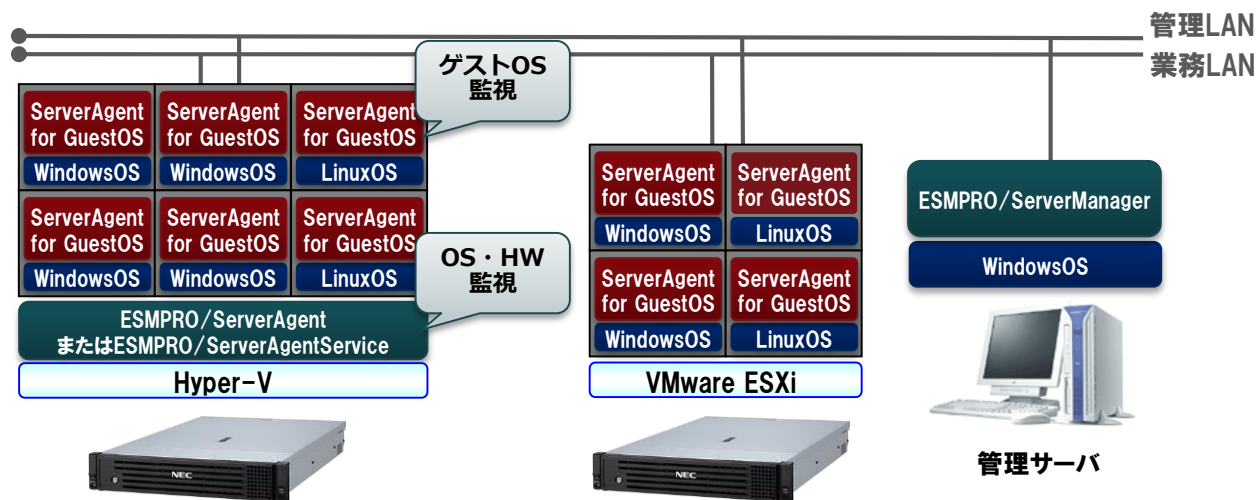 管理LAN
業務LAN
ゲストOS
監視
ServerAgent
for GuestOS
WindowsOS
ServerAgent
for GuestOS
WindowsOS
ServerAgent
for GuestOS
LinuxOS
ServerAgent
for GuestOS
WindowsOS
ServerAgent
for GuestOS
WindowsOS
ServerAgent
for GuestOS
LinuxOS
OS・HW
監視
ESMPRO/ServerAgent
またはESMPRO/ServerAgentService
Hyper-V
NEC
ServerAgent
for GuestOS
WindowsOS
ServerAgent
for GuestOS
LinuxOS
ServerAgent
for GuestOS
WindowsOS
ServerAgent
for GuestOS
LinuxOS
VMware ESXi
NEC
ESMPRO/ServerManager
WindowsOS
管理サーバ